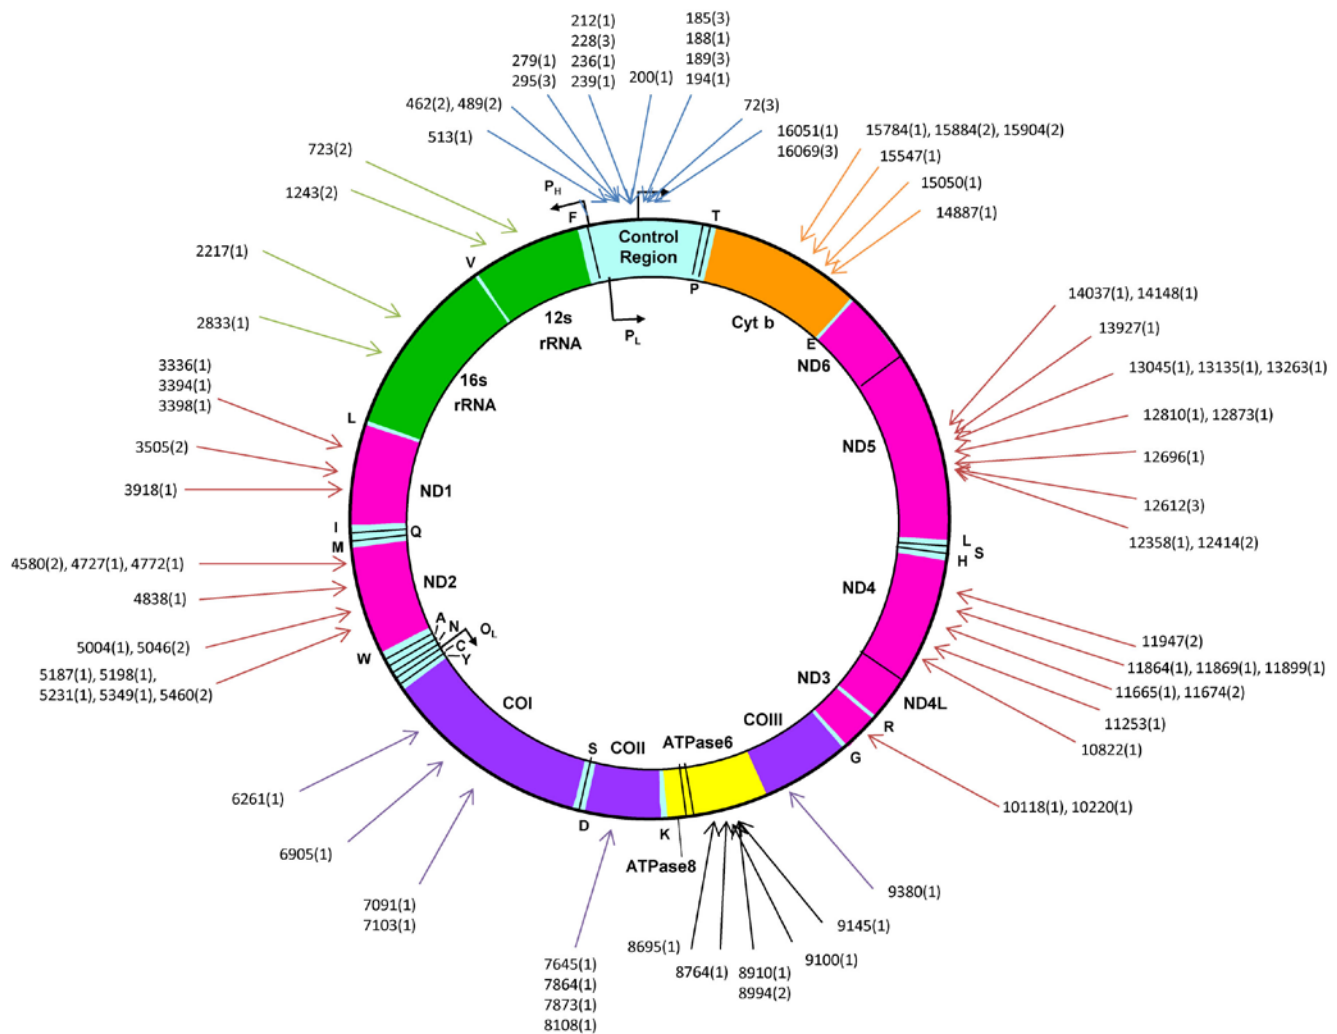 212(1)
228(3)
236(1)
239(1)
185(3)
188(1)
189(3)
194(1)
279(1)
295(3)
200(1)
462(2), 489(2)
72(3)
513(1)
16051(1)
16069(3)
15784(1), 15884(2), 15904(2)
15547(1)
15050(1)
14887(1)
723(2)
1243(2)
2217(1)
2833(1)
3336(1)
3394(1)
3398(1)
3505(2)
3918(1)
4580(2), 4727(1), 4772(1)
4838(1)
5004(1), 5046(2)
5187(1), 5198(1),
5231(1), 5349(1), 5460(2)
6261(1)
6905(1)
7091(1)
7103(1)
7645(1)
7864(1)
7873(1)
8108(1)
8695(1)
8764(1)
8910(1)
8994(2)
9100(1)
9145(1)
9380(1)
10118(1), 10220(1)
10822(1)
11253(1)
11665(1), 11674(2)
11864(1), 11869(1), 11899(1)
11947(2)
12358(1), 12414(2)
12612(3)
12696(1)
12810(1), 12873(1)
13045(1), 13135(1), 13263(1)
13927(1)
14037(1), 14148(1)
PH
F
Control
Region
T
P
PL
V
12s
rRNA
16s
rRNA
L
ND1
I
Q
M
ND2
A
N
OL
C
Y
W
COI
S
D
COII
K
ATPase6
ATPase8
COIII
G
ND3
R
ND4L
ND4
H
S
L
ND5
ND6
E
Cyt b